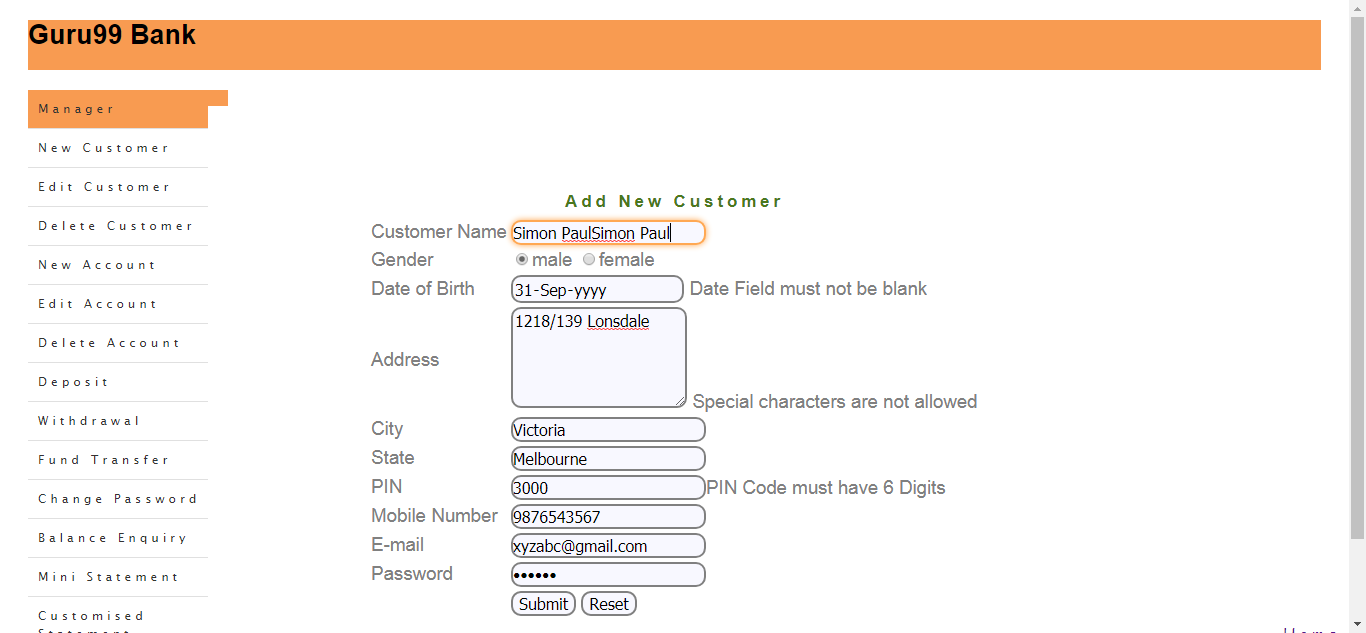 Guru99 Bank
Manager
New Customer
Edit Customer
Delete Customer
New Account
Edit Account
Delete Account
Deposit
Withdrawal
Fund Transfer
Change Password
Balance Enquiry
Mini Statement
Customised
Statement
Add New Customer
Customer Name Simon PaulSimon Paul
Gender male female
Date of Birth 31-Sep-yyyy Date Field must not be blank
Address 1218/139 Lonsdale
Special characters are not allowed
City Victoria
State Melbourne
PIN 3000 PIN Code must have 6 Digits
Mobile Number 9876543567
E-mail xyzabc@gmail.com
Password ••••••
Submit Reset
Home